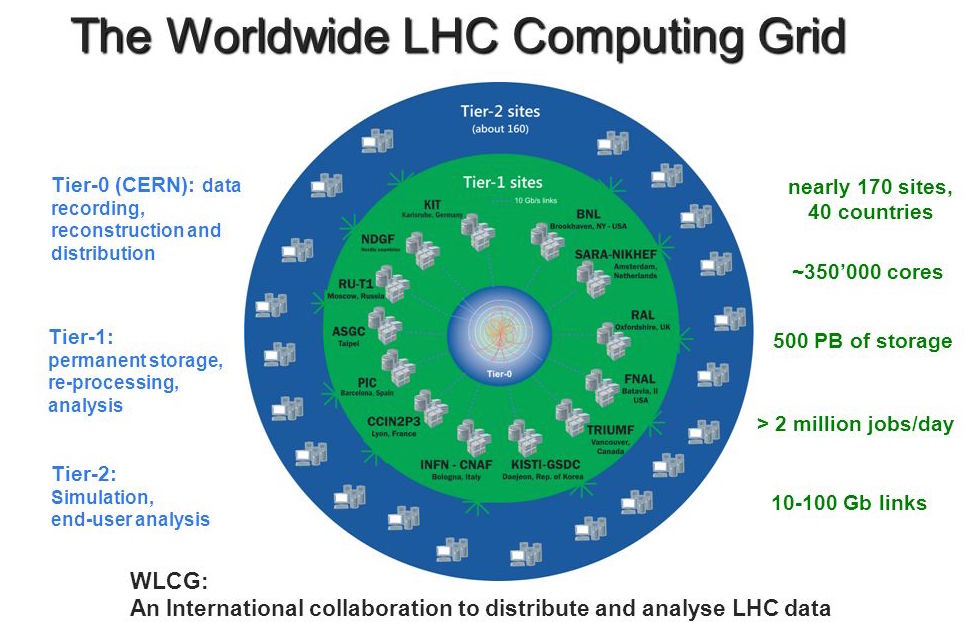 The Worldwide LHC Computing Grid
Tier-2 sites
(about 160)
Tier-1 sites
10 Gb/s links
KIT
Karlsruhe, Germany
BNL
Brookhaven, NY - USA
NDGF
Nordic countries
SARA-NIKHEF
Amsterdam,
Netherlands
RU-T1
Moscow, Russia
RAL
Oxfordshire, UK
ASGC
Taipei
Tier-0
FNAL
Batavia, Il
USA
PIC
Barcelona, Spain
CCIN2P3
Lyon, France
TRIUMF
Vancouver,
Canada
INFN - CNAF
Bologna, Italy
KISTI-GSDC
Daejeon, Rep. of Korea
Tier-0 (CERN): data
recording,
reconstruction and
distribution
Tier-1:
permanent storage,
re-processing,
analysis
Tier-2:
Simulation,
end-user analysis
nearly 170 sites,
40 countries
~350’000 cores
500 PB of storage
> 2 million jobs/day
10-100 Gb links
WLCG:
An International collaboration to distribute and analyse LHC data